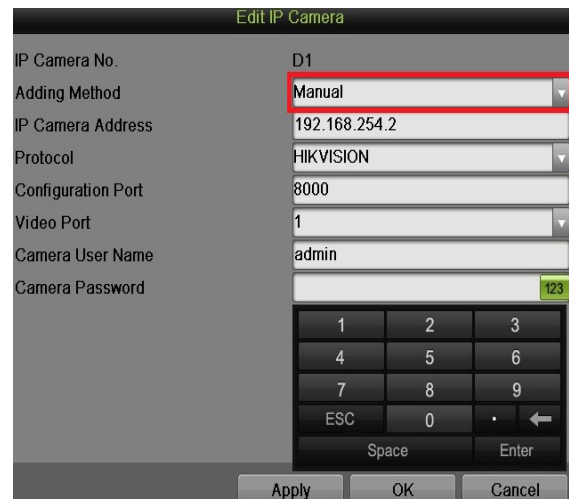 Edit IP Camera
IP Camera No. D1
Adding Method Manual
IP Camera Address 192.168.254.2
Protocol HIKVISION
Configuration Port 8000
Video Port 1
Camera User Name admin
Camera Password 123
1 2 3
4 5 6
7 8 9
ESC 0 . ←
Space Enter
Apply OK Cancel